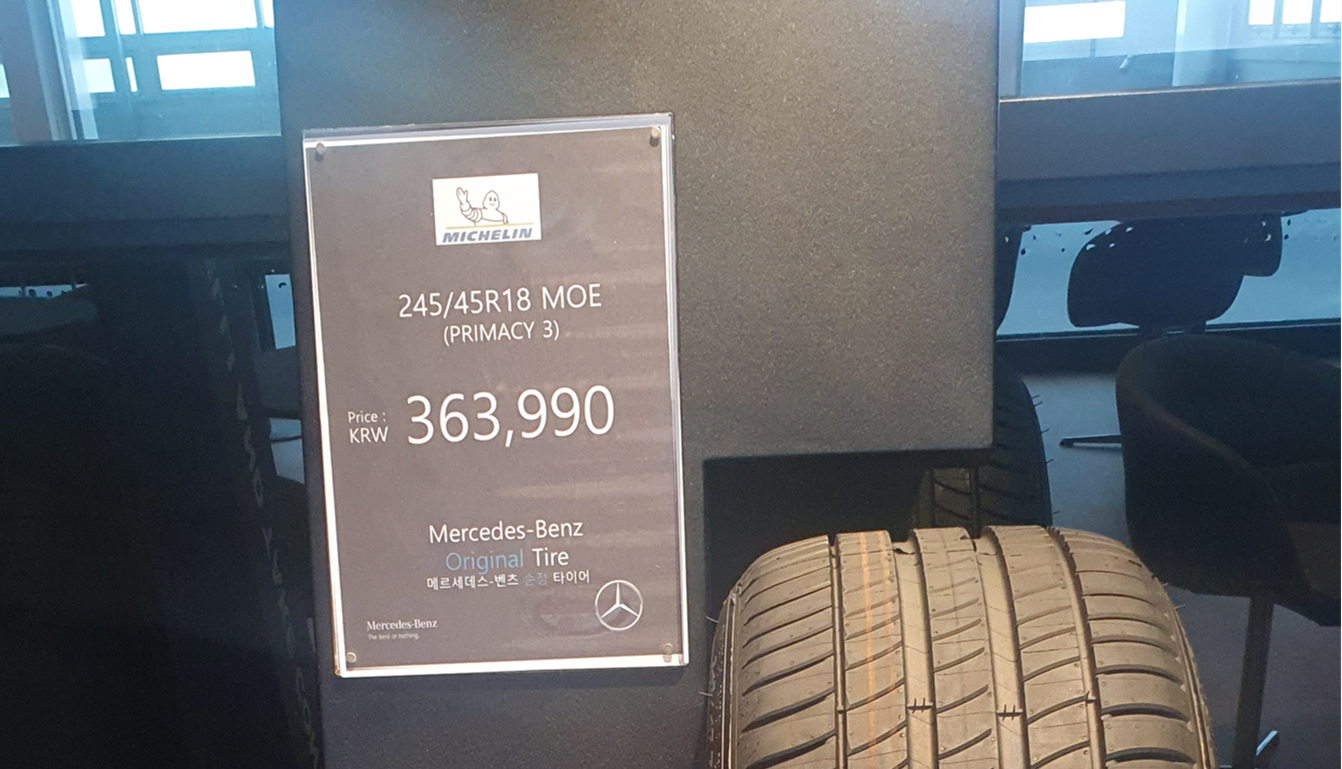 MICHELIN
245/45R18 MOE
(PRIMACY 3)
Price :
KRW 363,990
Mercedes-Benz
Original Tire
메르세데스-벤츠 순정 타이어
Mercedes-Benz
The best or nothing.